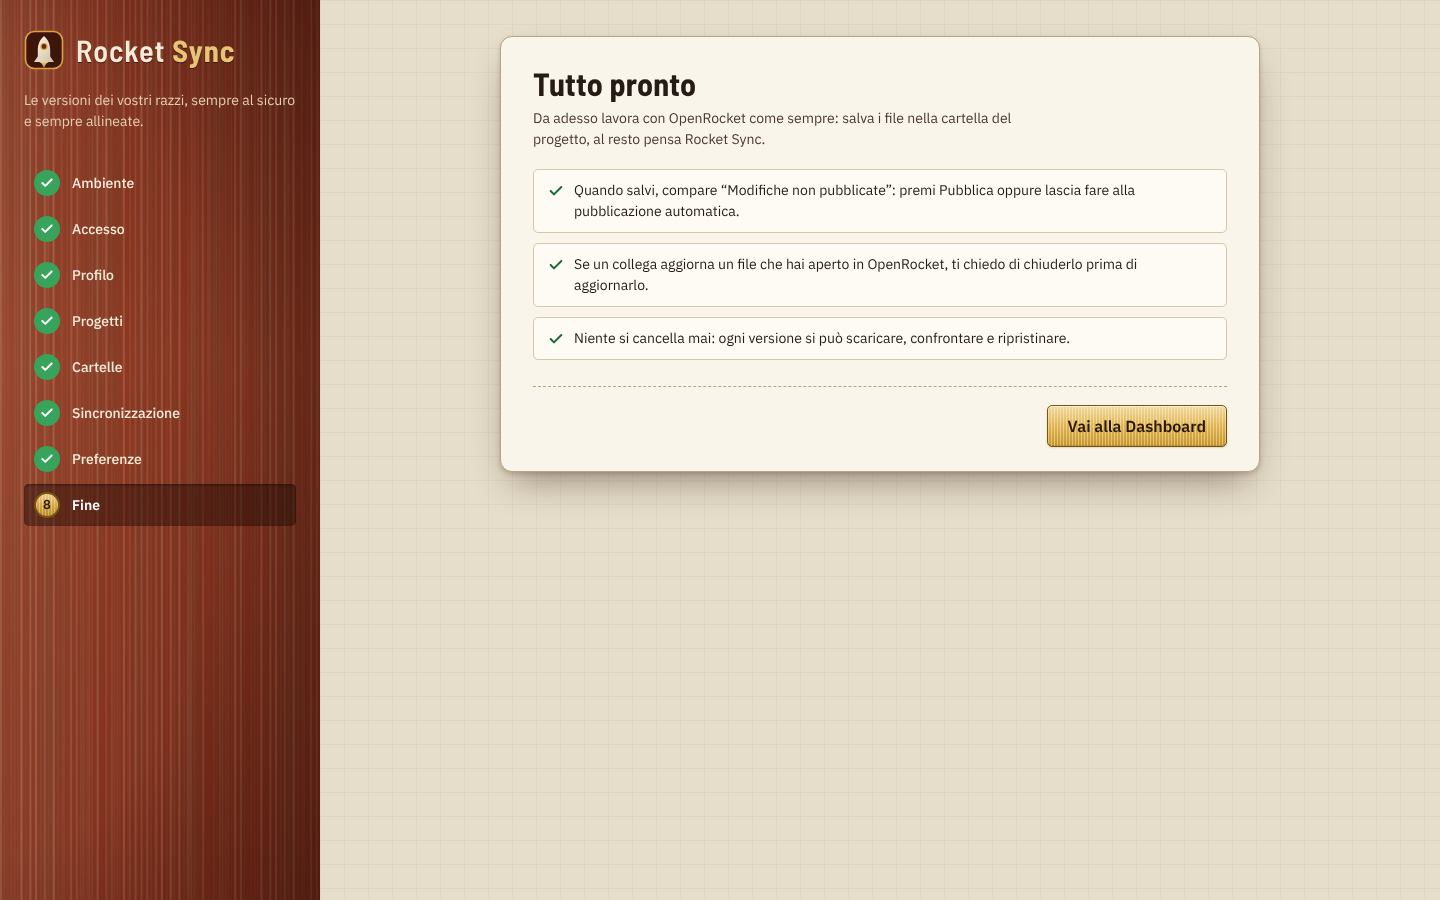 Rocket Sync
Le versioni dei vostri razzi, sempre al sicuro
e sempre allineate.
Ambiente
Accesso
Profilo
Progetti
Cartelle
Sincronizzazione
Preferenze
8 Fine
Tutto pronto
Da adesso lavora con OpenRocket come sempre: salva i file nella cartella del
progetto, al resto pensa Rocket Sync.
Quando salvi, compare “Modifiche non pubblicate”: premi Pubblica oppure lascia fare alla
pubblicazione automatica.
Se un collega aggiorna un file che hai aperto in OpenRocket, ti chiedo di chiuderlo prima di
aggiornarlo.
Niente si cancella mai: ogni versione si può scaricare, confrontare e ripristinare.
Vai alla Dashboard